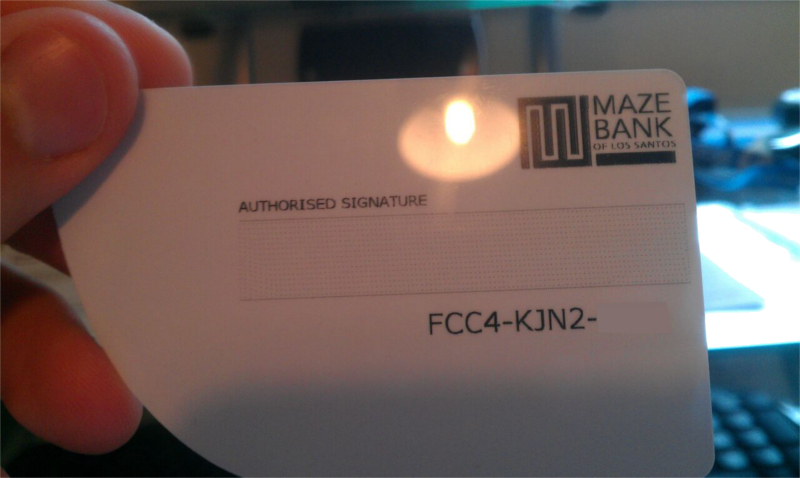 MAZE
BANK
OF LOS SANTOS
AUTHORISED SIGNATURE
FCC4-KJN2-